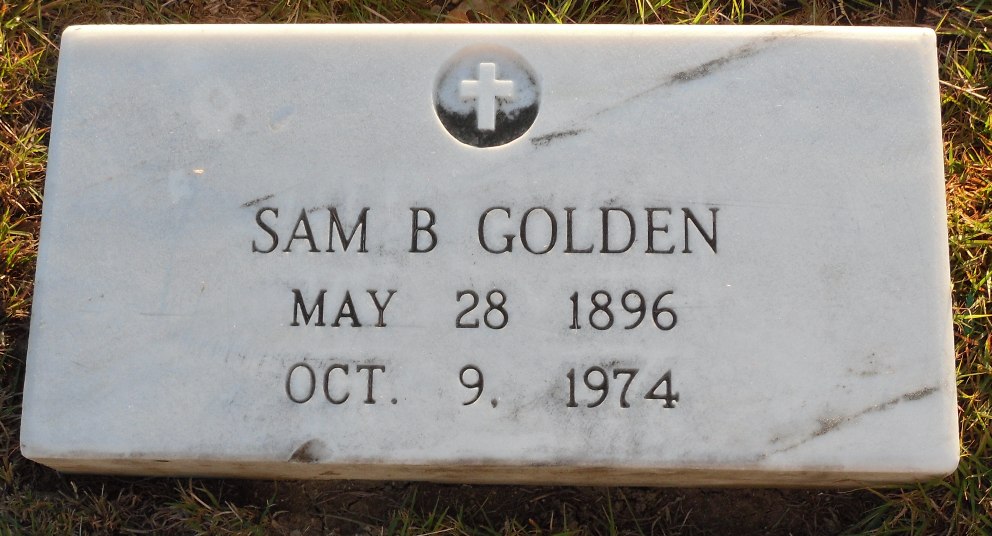 SAM B GOLDEN
MAY 28 1896
OCT. 9, 1974